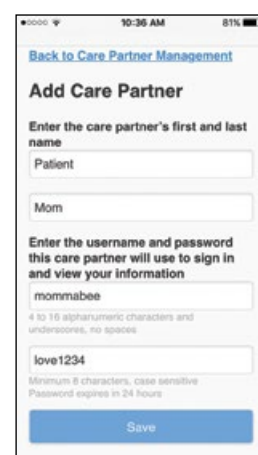 10:36 AM 81%
Back to Care Partner Management
Add Care Partner
Enter the care partner's first and last
name
Patient
Mom
Enter the username and password
this care partner will use to sign in
and view your information
mommabee
4 to 16 alphanumeric characters and
underscores, no spaces
love1234
Minimum 8 characters, case sensitive
Password expires in 24 hours
Save